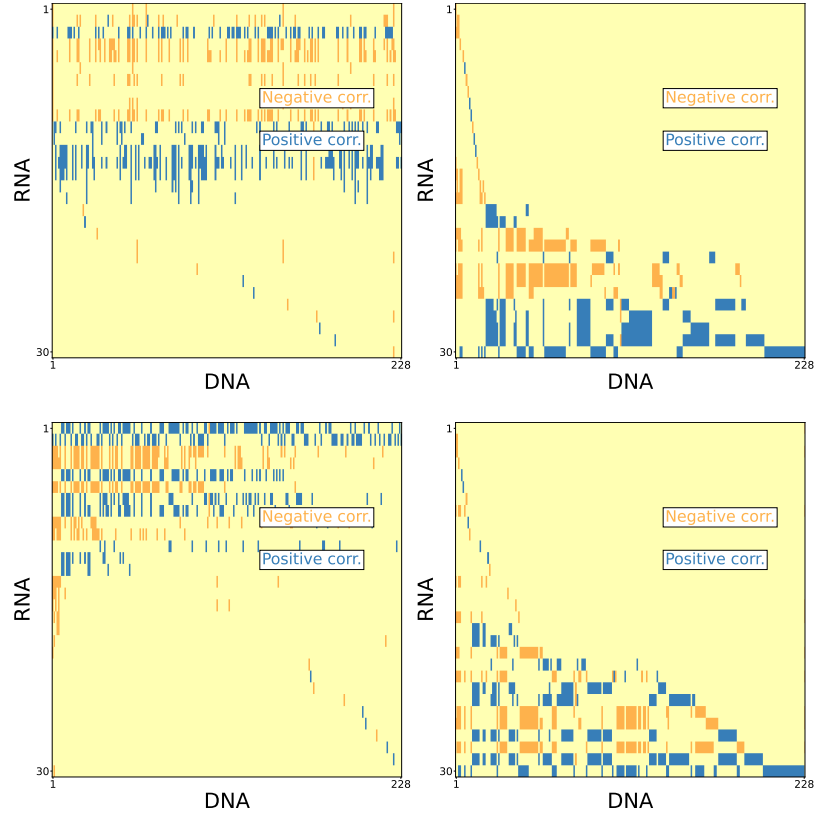 1
RNA
Negative corr.
Positive corr.
30
1
228
DNA
1
RNA
Negative corr.
Positive corr.
30
1
228
DNA
1
RNA
Negative corr.
Positive corr.
30
1
228
DNA
1
RNA
Negative corr.
Positive corr.
30
1
228
DNA